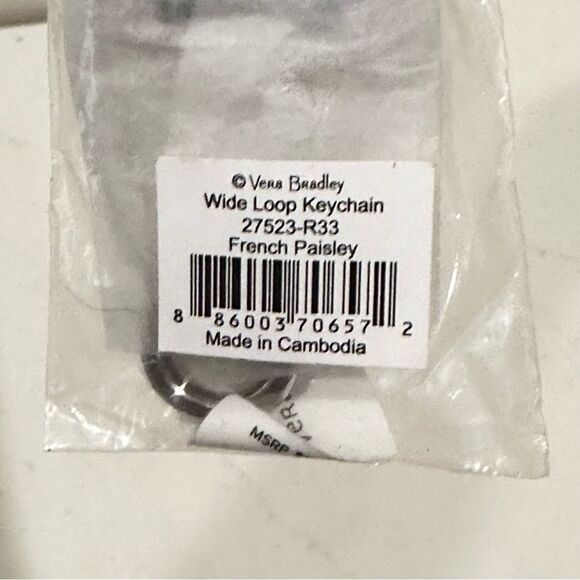 © Vera Bradley
Wide Loop Keychain
27523-R33
French Paisley
8 86003 70657 2
Made in Cambodia
MSRP